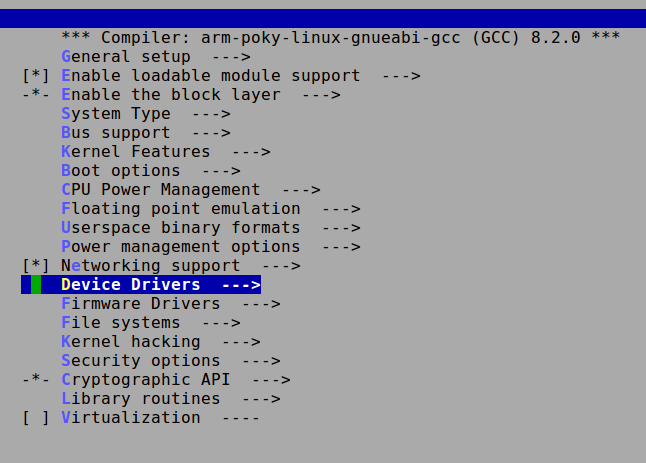 *** Compiler: arm-poky-linux-gnueabi-gcc (GCC) 8.2.0 ***
General setup  --->
[*] Enable loadable module support  --->
-*- Enable the block layer  --->
System Type  --->
Bus support  --->
Kernel Features  --->
Boot options  --->
CPU Power Management  --->
Floating point emulation  --->
Userspace binary formats  --->
Power management options  --->
[*] Networking support  --->
Device Drivers  --->
Firmware Drivers  --->
File systems  --->
Kernel hacking  --->
Security options  --->
-*- Cryptographic API  --->
Library routines  --->
[ ] Virtualization  ----